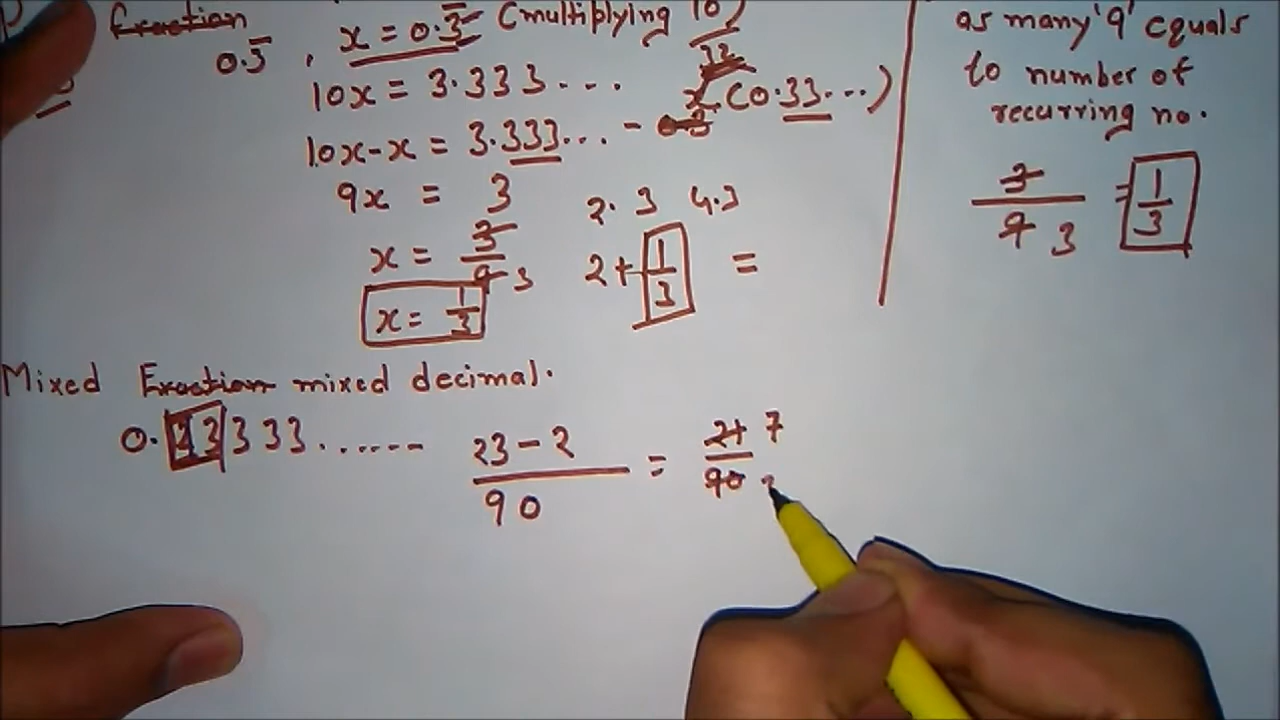 Fraction
0.3̅ , x = 0.3̅ (multiplying 10)
10x = 3.333...
10x-x = 3.333... - x (0.33...)
9x = 3
x = 3/9 3
x = 1/3
2.3 4.3
2+ 1/3 =
as many '9' equals
to number of
recurring no.
3/9 3 = 1/3
Mixed Fraction mixed decimal.
0.23333.......
23-2/90 = 21/90 7